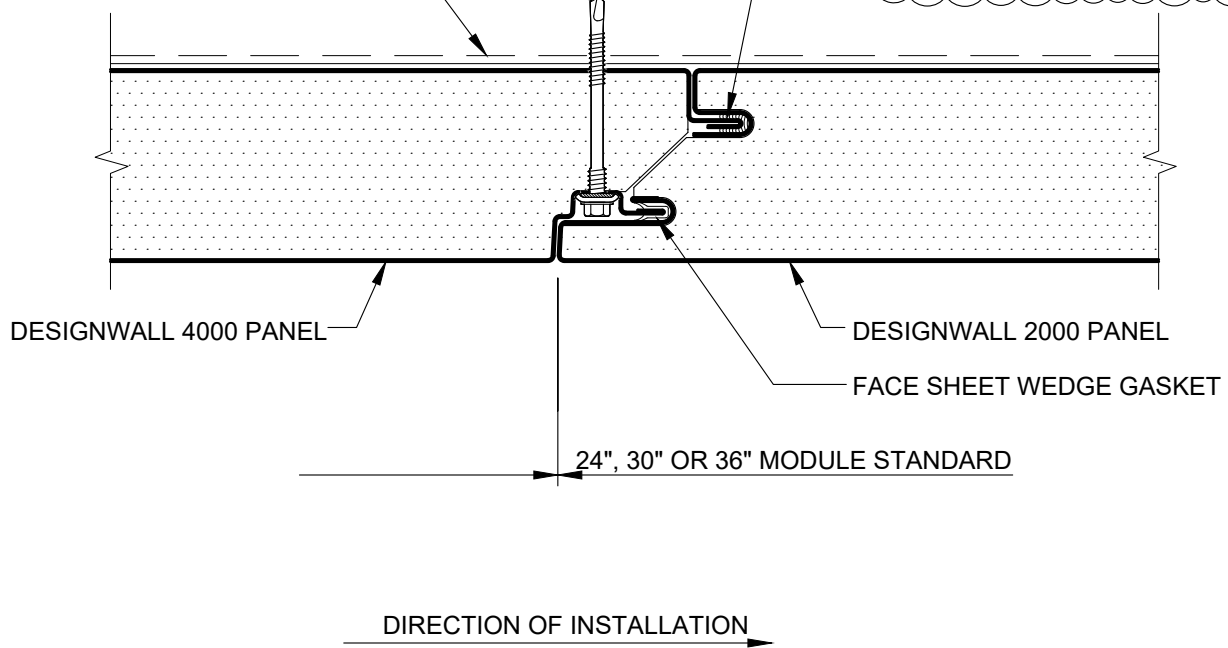 DESIGNWALL 4000 PANEL
DESIGNWALL 2000 PANEL
FACE SHEET WEDGE GASKET
24", 30" OR 36" MODULE STANDARD
DIRECTION OF INSTALLATION